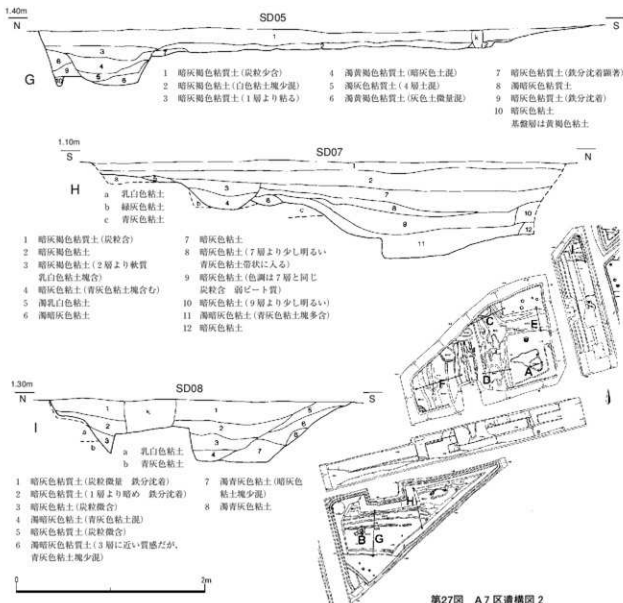 1.40m
N
SD05
S
G
1 暗灰褐色粘質土(炭粒少含)
2 暗灰褐色粘土(白色粘土塊少混)
3 暗灰褐色粘質土(1層より粘る)
4 濁黄褐色粘質土(暗灰色土混)
5 濁灰色粘質土(4層土混)
6 濁黄褐色粘質土(灰色土微量混)
7 暗灰色粘質土(鉄分沈着顕著)
8 濁暗灰色粘質土
9 暗灰色粘質土(鉄分沈着)
10 暗灰色粘土
基盤層は黄褐色粘土
1.10m
S
SD07
N
H
a 乳白色粘土
b 緑灰色粘土
c 青灰色粘土
1 暗灰褐色粘質土(炭粒含)
2 暗灰褐色粘土
3 暗灰褐色粘土(2層より軟質
乳白色粘土塊含)
4 暗灰色粘土(青灰色粘土塊含む)
5 濁乳白色粘土
6 濁暗灰色粘土
7 暗灰色粘土
8 暗灰色粘土(7層より少し明るい
青灰色粘土帯状に入る)
9 暗灰色粘土(色調は7層と同じ
炭粒含 弱ピート質)
10 暗灰色粘土(9層より少し明るい)
11 濁灰色粘土(青灰色粘土塊多含)
12 暗灰色粘土
1.30m
N
SD08
S
I
a 乳白色粘土
b 青灰色粘土
1 暗灰色粘質土(炭粒微量 鉄分沈着)
2 暗灰色粘質土(1層より暗め 鉄分沈着)
3 暗灰色粘土(炭粒微含)
4 濁暗灰色粘土(青灰色粘土混)
5 暗灰色粘質土(炭粒微含)
6 濁暗灰色粘質土(3層に近い質感だが、
青灰色粘土塊少混)
7 濁青灰色粘土(暗灰色
粘土塊少混)
8 濁青灰色粘土
0
2m
C
E
F
D
A
H
B
G
第27図 A7区遺構図2